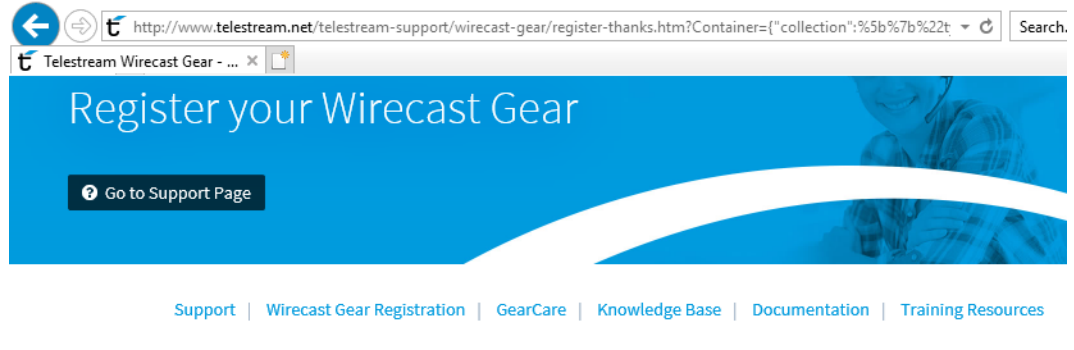 http://www.telestream.net/telestream-support/wirecast-gear/register-thanks.htm?Container={"collection":%5b%7b%22t
Search.
Telestream Wirecast Gear - ...
Register your Wirecast Gear
Go to Support Page
Support | Wirecast Gear Registration | GearCare | Knowledge Base | Documentation | Training Resources